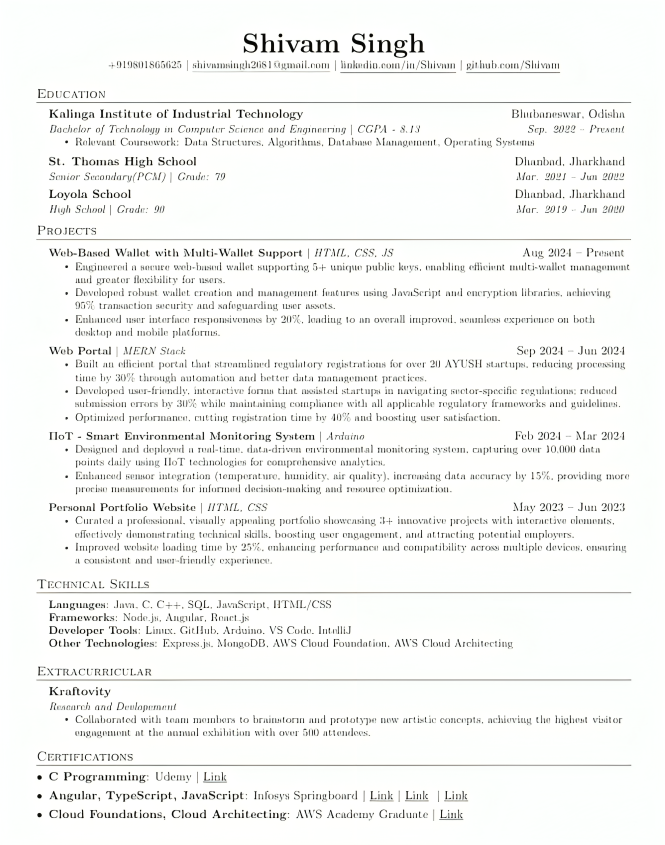 Shivam Singh
+919801865625 | shivamsingh2681@gmail.com | linkedin.com/in/Shivam | github.com/Shivam
Education
Kalinga Institute of Industrial Technology Bhubaneswar, Odisha
Bachelor of Technology in Computer Science and Engineering | CGPA - 8.13 Sep. 2022 – Present
• Relevant Coursework: Data Structures, Algorithms, Database Management, Operating Systems
St. Thomas High School Dhanbad, Jharkhand
Senior Secondary(PCM) | Grade: 79 Mar. 2021 – Jun 2022
Loyola School Dhanbad, Jharkhand
High School | Grade: 90 Mar. 2019 – Jun 2020
Projects
Web-Based Wallet with Multi-Wallet Support | HTML, CSS, JS Aug 2024 – Present
• Engineered a secure web-based wallet supporting 5+ unique public keys, enabling efficient multi-wallet management
and greater flexibility for users.
• Developed robust wallet creation and management features using JavaScript and encryption libraries, achieving
95% transaction security and safeguarding user assets.
• Enhanced user interface responsiveness by 20%, leading to an overall improved, seamless experience on both
desktop and mobile platforms.
Web Portal | MERN Stack Sep 2024 – Jun 2024
• Built an efficient portal that streamlined regulatory registrations for over 20 AYUSH startups, reducing processing
time by 30% through automation and better data management practices.
• Developed user-friendly, interactive forms that assisted startups in navigating sector-specific regulations; reduced
submission errors by 30% while maintaining compliance with all applicable regulatory frameworks and guidelines.
• Optimized performance, cutting registration time by 40% and boosting user satisfaction.
IIoT - Smart Environmental Monitoring System | Arduino Feb 2024 – Mar 2024
• Designed and deployed a real-time, data-driven environmental monitoring system, capturing over 10,000 data
points daily using IIoT technologies for comprehensive analytics.
• Enhanced sensor integration (temperature, humidity, air quality), increasing data accuracy by 15%, providing more
precise measurements for informed decision-making and resource optimization.
Personal Portfolio Website | HTML, CSS May 2023 – Jun 2023
• Curated a professional, visually appealing portfolio showcasing 3+ innovative projects with interactive elements,
effectively demonstrating technical skills, boosting user engagement, and attracting potential employers.
• Improved website loading time by 25%, enhancing performance and compatibility across multiple devices, ensuring
a consistent and user-friendly experience.
Technical Skills
Languages: Java, C, C++, SQL, JavaScript, HTML/CSS
Frameworks: Node.js, Angular, React.js
Developer Tools: Linux, GitHub, Arduino, VS Code, IntelliJ
Other Technologies: Express.js, MongoDB, AWS Cloud Foundation, AWS Cloud Architecting
Extracurricular
Kraftovity
Research and Devlopement
• Collaborated with team members to brainstorm and prototype new artistic concepts, achieving the highest visitor
engagement at the annual exhibition with over 500 attendees.
Certifications
• C Programming: Udemy | Link
• Angular, TypeScript, JavaScript: Infosys Springboard | Link | Link | Link
• Cloud Foundations, Cloud Architecting: AWS Academy Graduate | Link